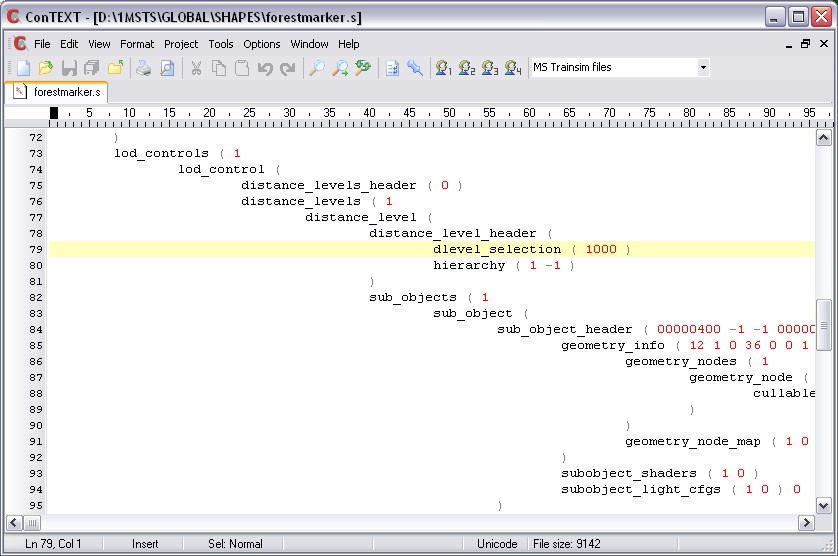 ConTEXT - [D:\1MSTS\GLOBAL\SHAPES\forestmarker.s]
File Edit View Format Project Tools Options Window Help
1 2 3 4 MS Trainsim files
forestmarker.s
5 10 15 20 25 30 35 40 45 50 55 60 65 70 75 80 85 90 95
72 )
73 lod_controls ( 1
74 lod_control (
75 distance_levels_header ( 0 )
76 distance_levels ( 1
77 distance_level (
78 distance_level_header (
79 dlevel_selection ( 1000 )
80 hierarchy ( 1 -1 )
81 )
82 sub_objects ( 1
83 sub_object (
84 sub_object_header ( 00000400 -1 -1 00000
85 geometry_info ( 12 1 0 36 0 0 1
86 geometry_nodes ( 1
87 geometry_node (
88 cullable
89 )
90 )
91 geometry_node_map ( 1 0
92 )
93 subobject_shaders ( 1 0 )
94 subobject_light_cfgs ( 1 0 ) 0
95 )
Ln 79, Col 1 Insert Sel: Normal Unicode File size: 9142